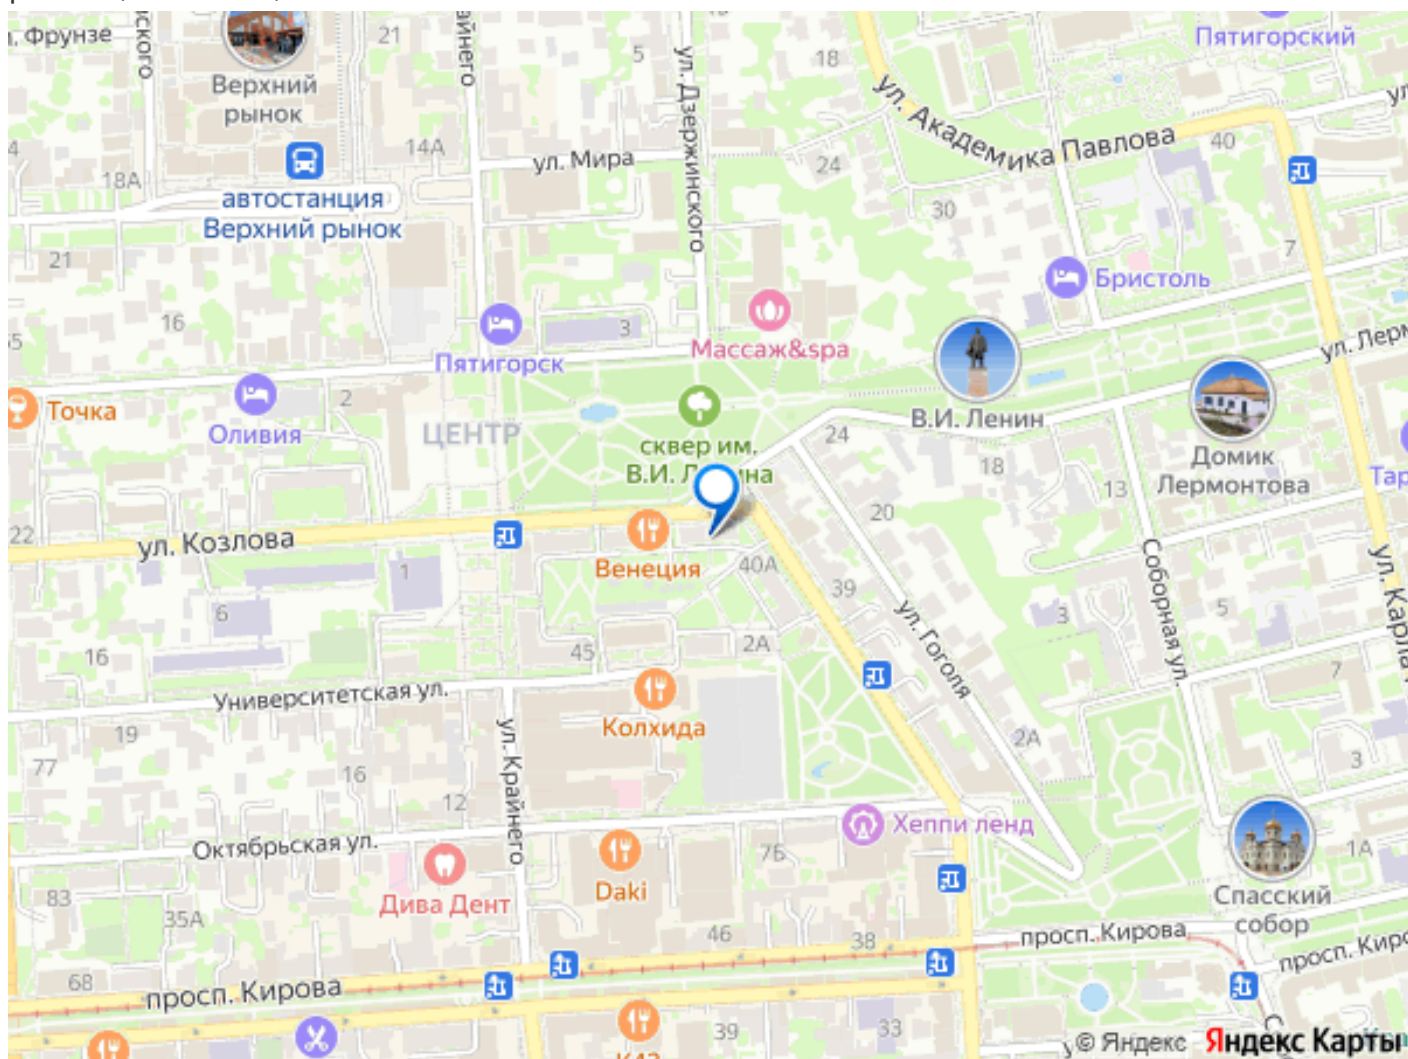 Фрунзе
21
5
18
Пятигорский
Верхний
рынок
ул. Дзержинского
ул. Академика Павлова
40
14А
ул. Мира
24
18А
автостанция
Верхний рынок
30
21
7
Бристоль
16
3
Массаж&spa
Пятигорск
2
Точка
Оливия
ЦЕНТР
сквер им.
В.И. Ленин
24
18
13
Домик
Лермонтова
20
22
ул. Козлова
Венеция
40А
1
39
6
3
5
Соборная ул.
ул. Гоголя
16
45
2А
Университетская ул.
7
Колхида
19
2А
77
16
ул. Крайнего
12
3
Хеппи ленд
Октябрьская ул.
76
1А
Daki
Дива Дент
83
35А
Спасский
собор
46
38
просп. Кирова
68
просп. Кирова
39
33
© Яндекс Яндекс Карты